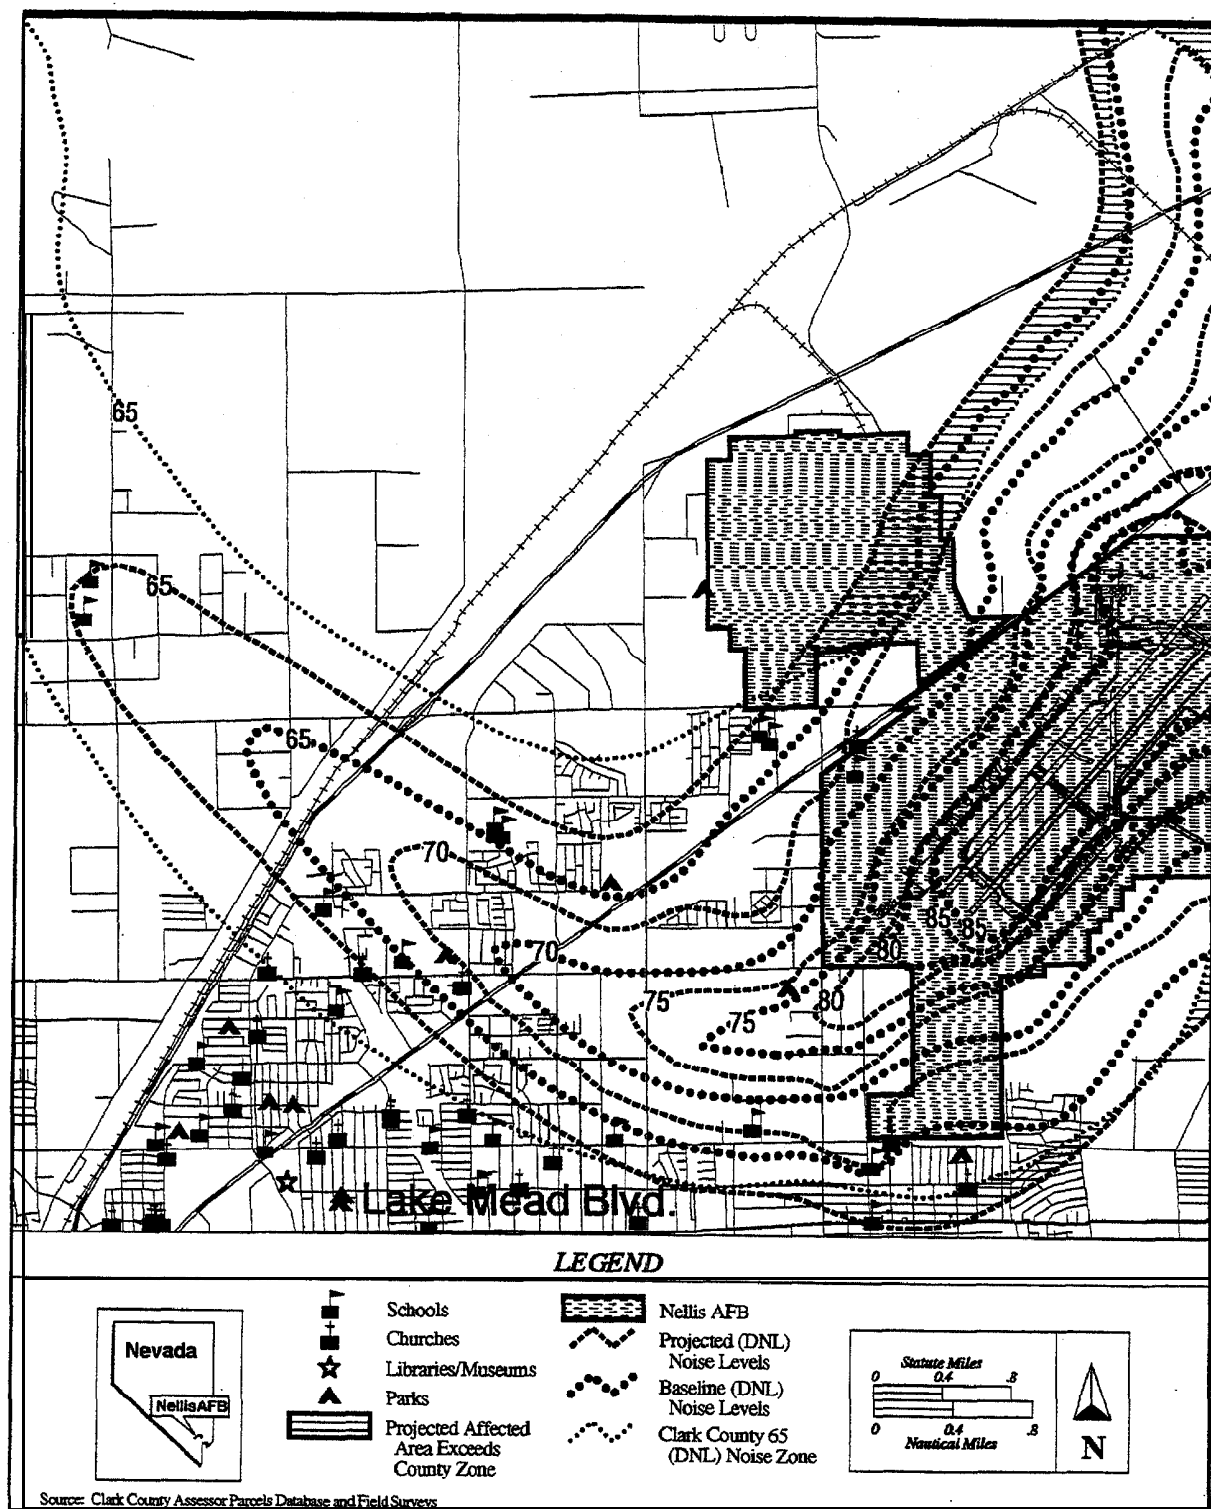 65
65
65
70
70
75
75
80
80
85
85
Lake Mead Blvd.
LEGEND
Nevada
Nellis AFB
Schools
Churches
Libraries/Museums
Parks
Projected Affected
Area Exceeds
County Zone
Nellis AFB
Projected (DNL)
Noise Levels
Baseline (DNL)
Noise Levels
Clark County 65
(DNL) Noise Zone
Statute Miles
0 0.4 .8
0 0.4 .8
Nautical Miles
N
Source: Clark County Assessor Parcels Database and Field Surveys